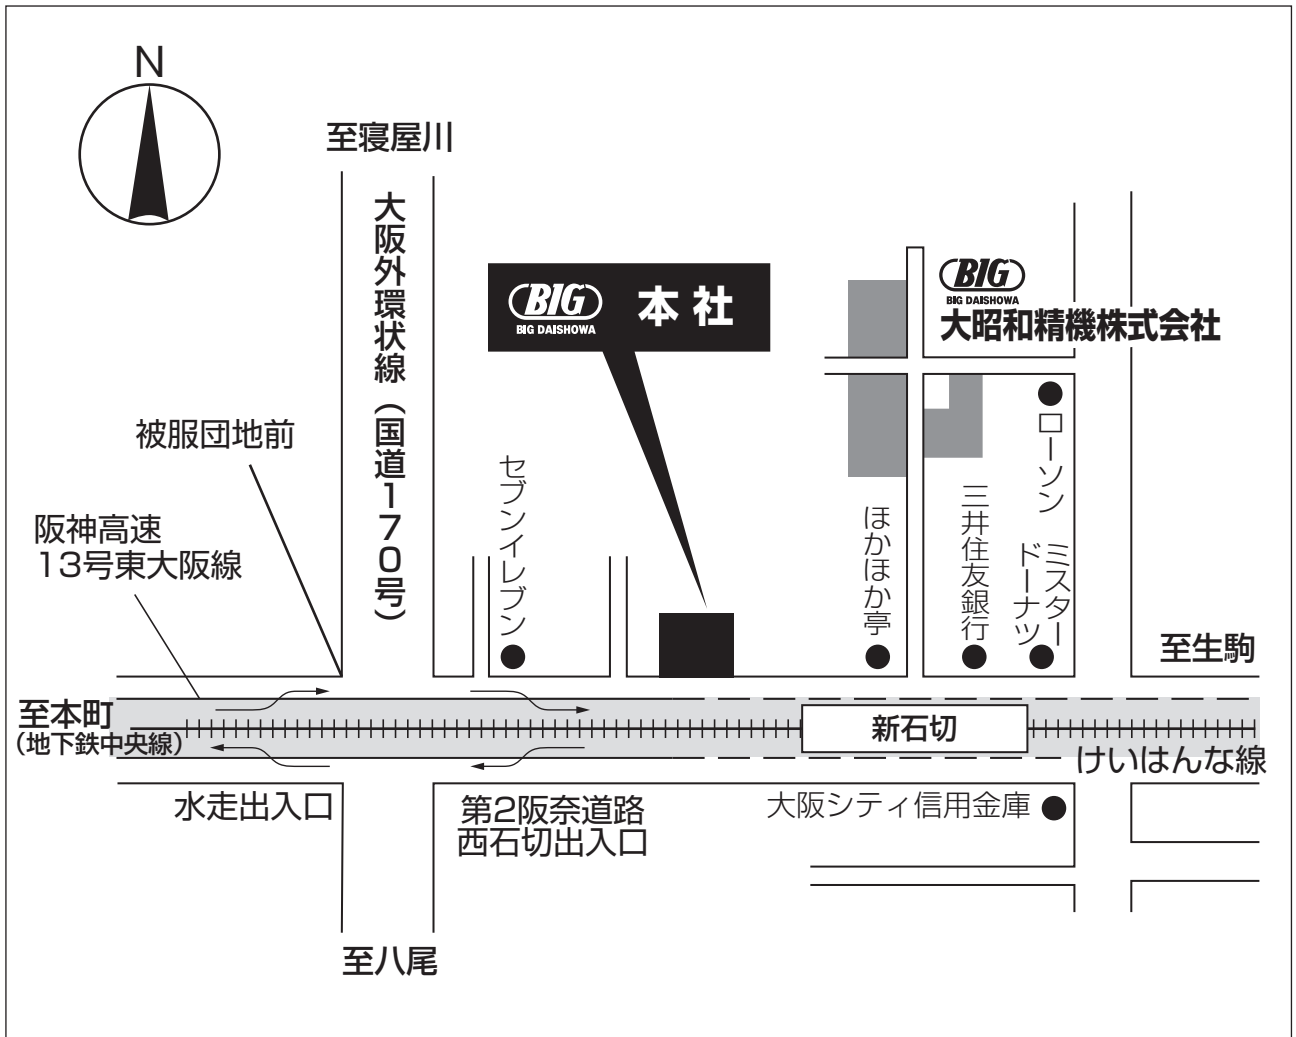 N
至寝屋川
大阪外環状線（国道170号）
BIG
BIG DAISHOWA
本社
BIG
BIG DAISHOWA
大昭和精機株式会社
被服団地前
阪神高速
13号東大阪線
セブンイレブン
ほかほか亭
三井住友銀行
ローソン
ミスター
ドーナツ
至生駒
至本町
（地下鉄中央線）
新石切
けいはんな線
水走出入口
第2阪奈道路
西石切出入口
大阪シティ信用金庫
至八尾